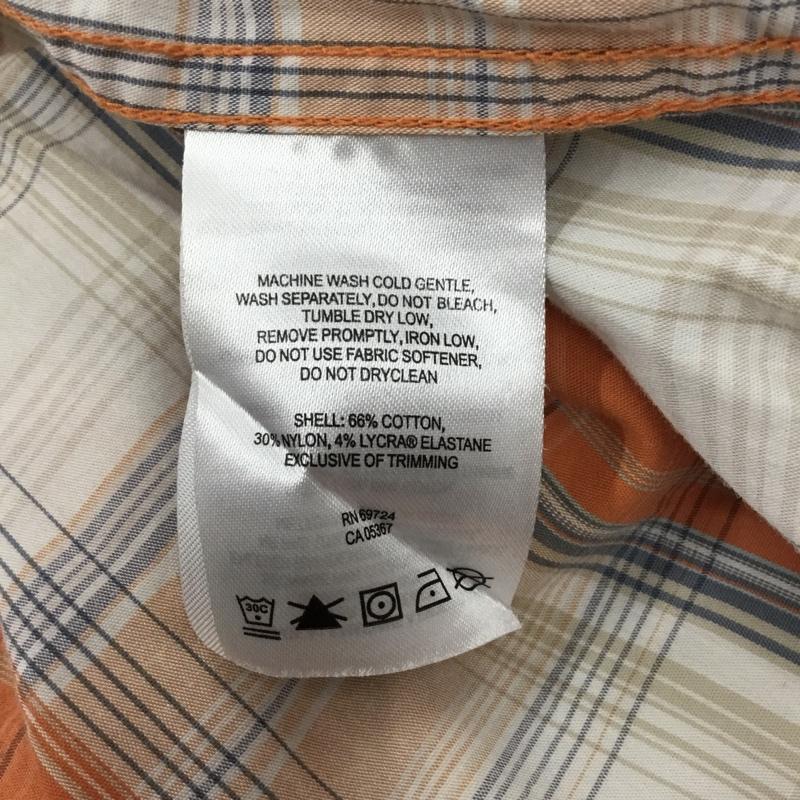 MACHINE WASH COLD GENTLE,
WASH SEPARATELY, DO NOT BLEACH,
TUMBLE DRY LOW,
REMOVE PROMPTLY, IRON LOW,
DO NOT USE FABRIC SOFTENER,
DO NOT DRYCLEAN
SHELL: 66% COTTON,
30% NYLON, 4% LYCRA® ELASTANE
EXCLUSIVE OF TRIMMING
RN 69724
CA 05367
30C